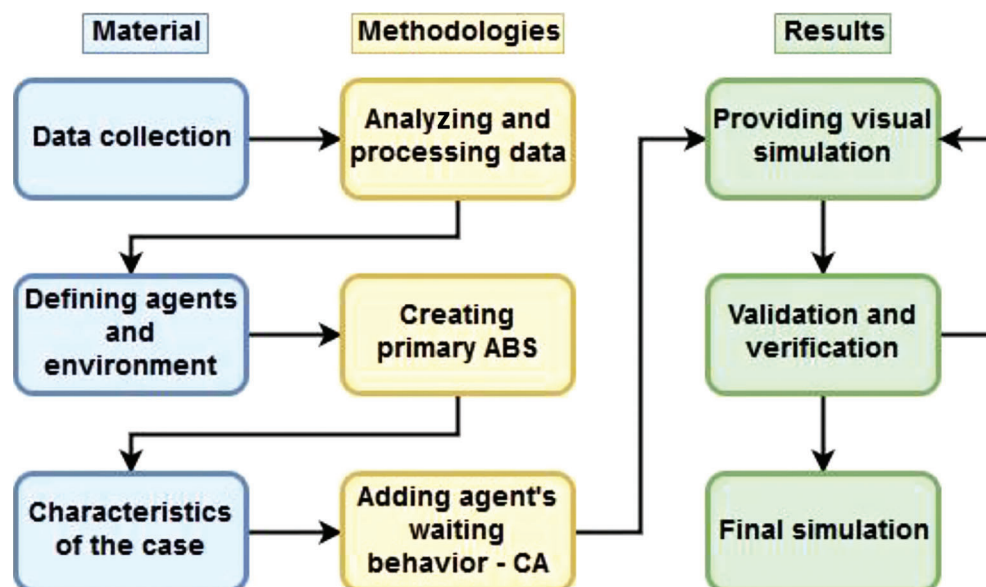 Material
Methodologies
Results
Data collection
Analyzing and
processing data
Providing visual
simulation
Defining agents
and
environment
Creating
primary ABS
Validation and
verification
Characteristics
of the case
Adding agent's
waiting
behavior - CA
Final simulation